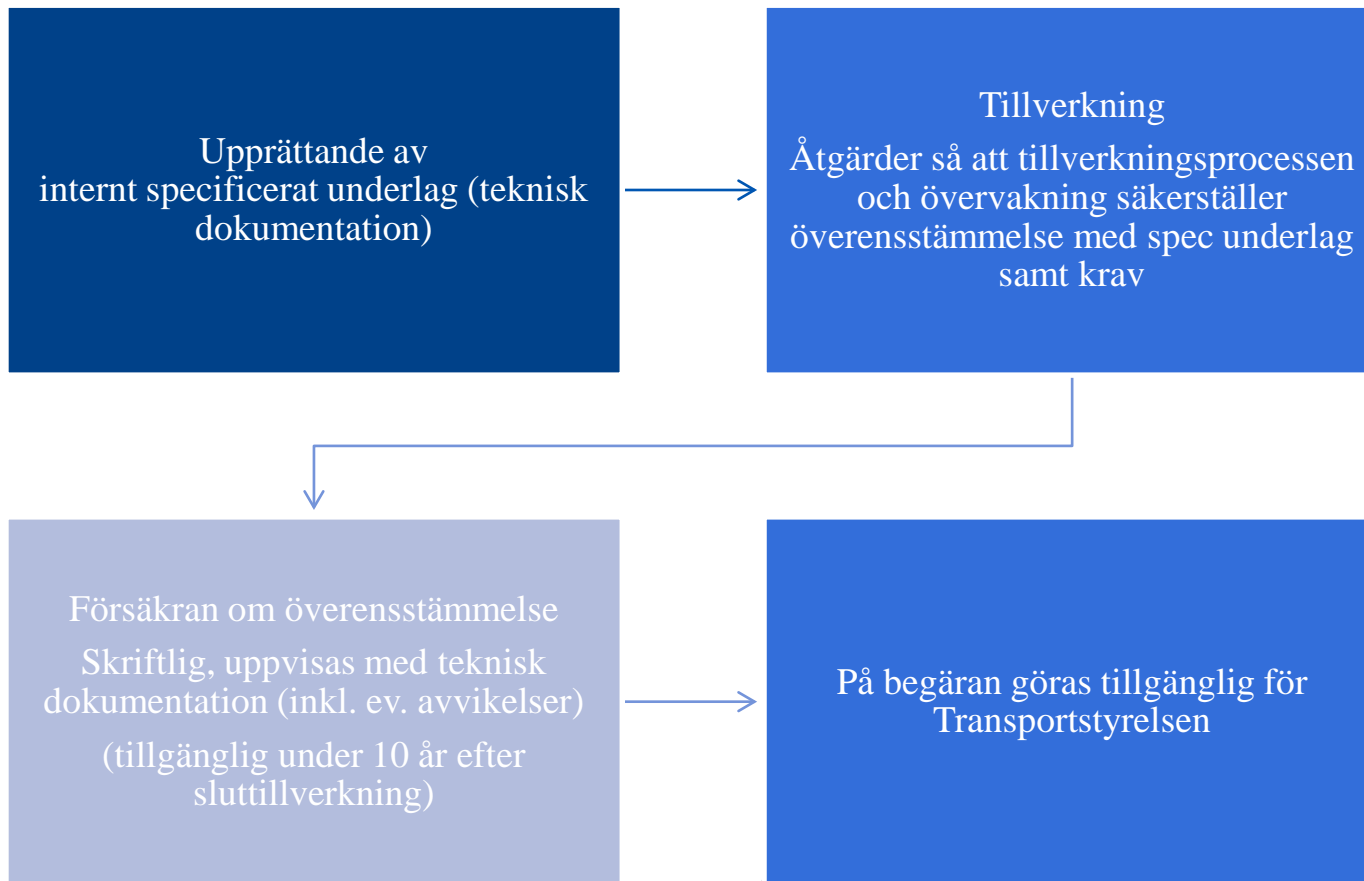 Upprättande av
internt specificerat underlag (teknisk
dokumentation)
Tillverkning
Åtgärder så att tillverkningsprocessen
och övervakning säkerställer
överensstämmelse med spec underlag
samt krav
Försäkran om överensstämmelse
Skriftlig, uppvisas med teknisk
dokumentation (inkl. ev. avvikelser)
(tillgänglig under 10 år efter
sluttillverkning)
På begäran göras tillgänglig för
Transportstyrelsen